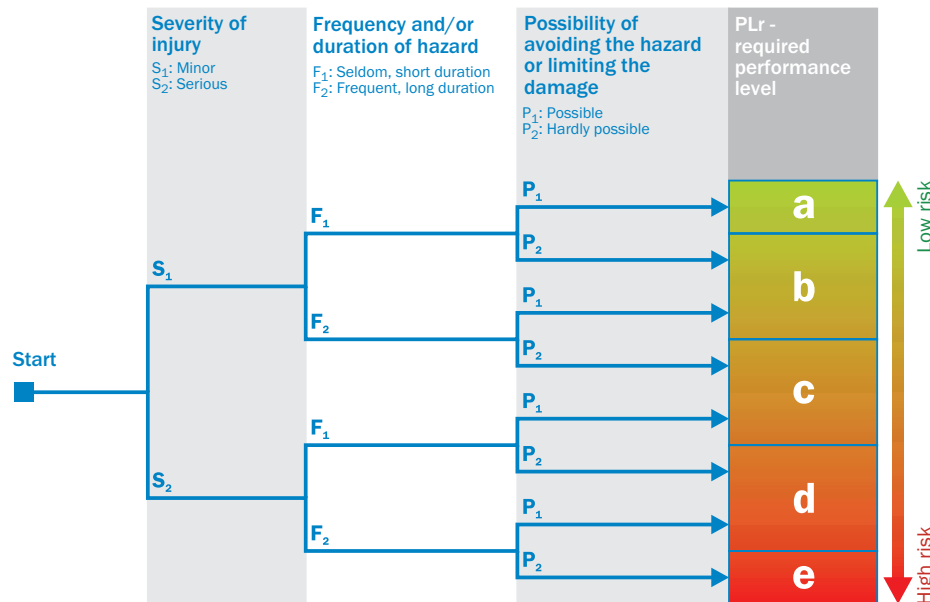 Severity of
injury
S₁: Minor
S₂: Serious
Frequency and/or
duration of hazard
F₁: Seldom, short duration
F₂: Frequent, long duration
Possibility of
avoiding the hazard
or limiting the
damage
P₁: Possible
P₂: Hardly possible
PLr -
required
performance
level
Start
S₁
S₂
F₁
F₂
F₁
F₂
P₁
P₂
P₁
P₂
P₁
P₂
P₁
P₂
a
b
c
d
e
Low risk
High risk